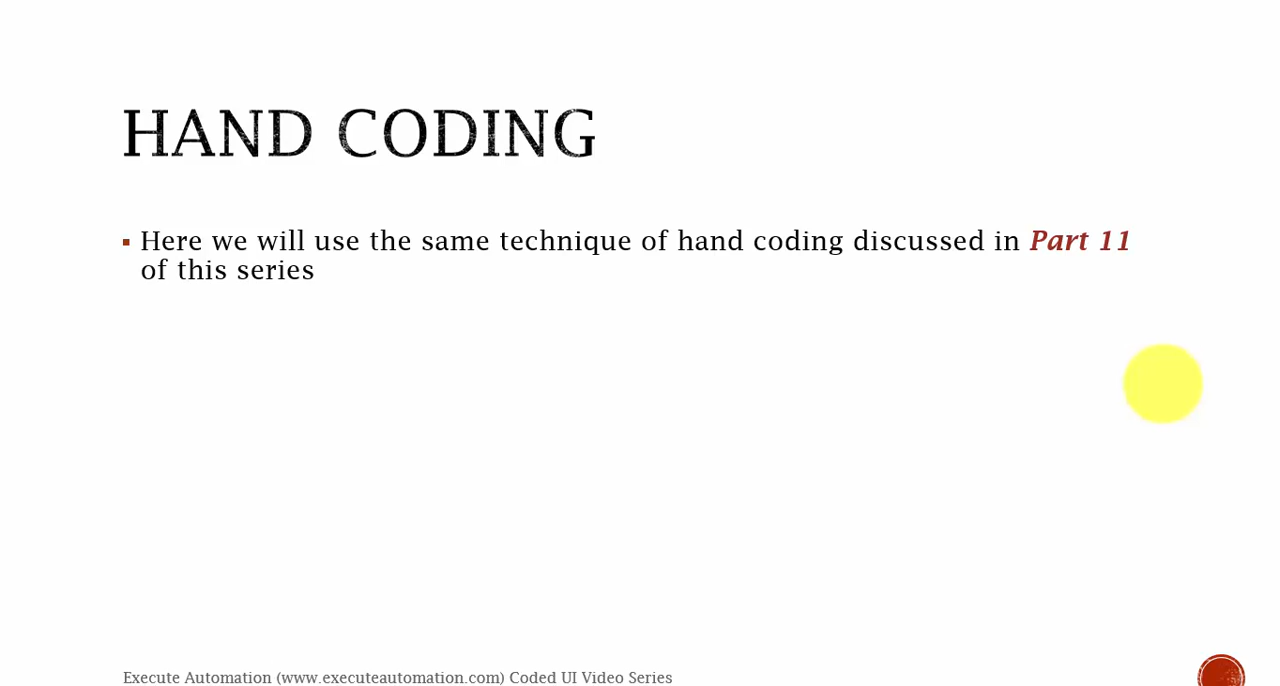 HAND CODING
▪ Here we will use the same technique of hand coding discussed in Part 11
of this series
Execute Automation (www.executeautomation.com) Coded UI Video Series